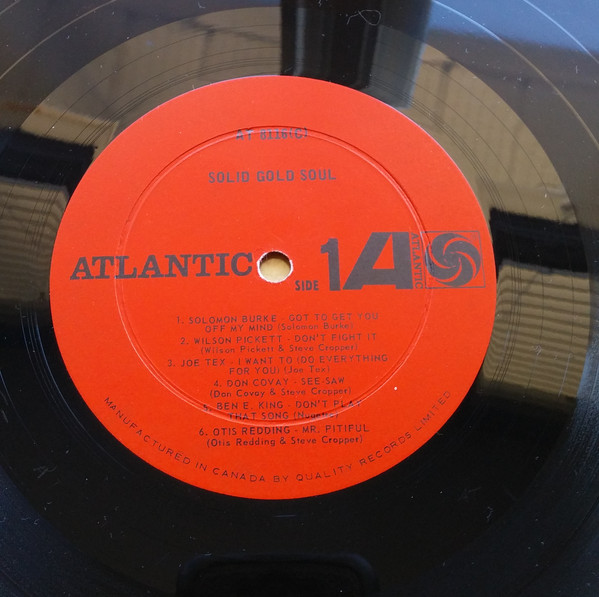 SOLID GOLD SOUL
ATLANTIC
SIDE 1
A ATLANTIC
1. SOLOMON BURKE - GOT TO GET YOU
OFF MY MIND (Solomon Burke)
2. WILSON PICKETT - DON'T FIGHT IT
(Wilson Pickett & Steve Cropper)
3. JOE TEX - I WANT TO (DO EVERYTHING
FOR YOU) (Joe Tex)
4. DON COVAY - SEE-SAW
(Don Covay & Steve Cropper)
5. BEN E. KING - DON'T PLAY
THAT SONG
6. OTIS REDDING - MR. PITIFUL
(Otis Redding & Steve Cropper)
MANUFACTURED IN CANADA BY QUALITY RECORDS LIMITED